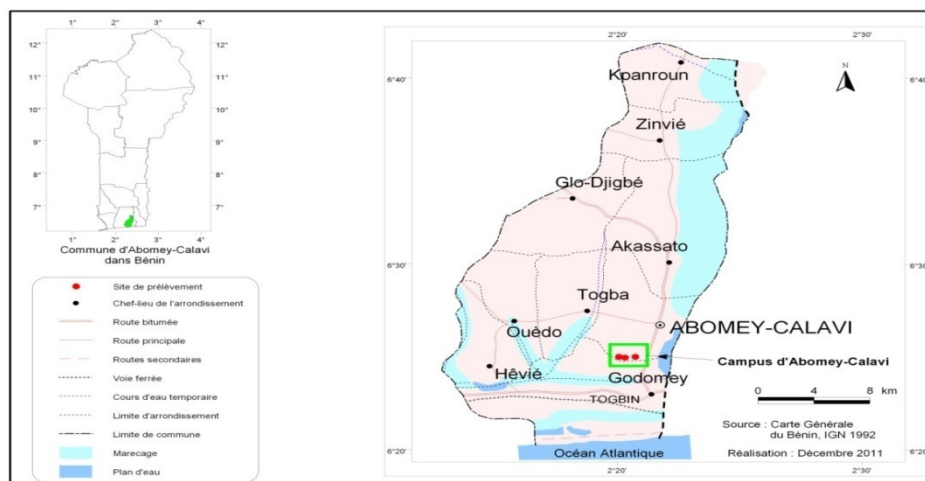 12°
11°
10°
9°
8°
7°
12°
11°
10°
9°
8°
7°
1°
2°
3°
4°
Commune d'Abomey-Calavi
dans Bénin
Site de prélèvement
Chef-lieu de l'arrondissement
Route bitumée
Route principale
Routes secondaires
Voie ferrée
Cours d'eau temporaire
Limite d'arrondissement
Limite de commune
Marecage
Plan d'eau
2°20
2°30
6°40
6°40
N
Kpanroun
Zinvié
Glo-Djigbé
Akassato
6°30
6°30
Togba
Ouèdo
ABOMEY-CALAVI
Campus d'Abomey-Calavi
Hêvié
Godomey
TOGBIN
0 4 8 km
Source : Carte Générale
du Bénin, IGN 1992
Réalisation : Décembre 2011
Océan Atlantique
6°20
6°20
2°20
2°30